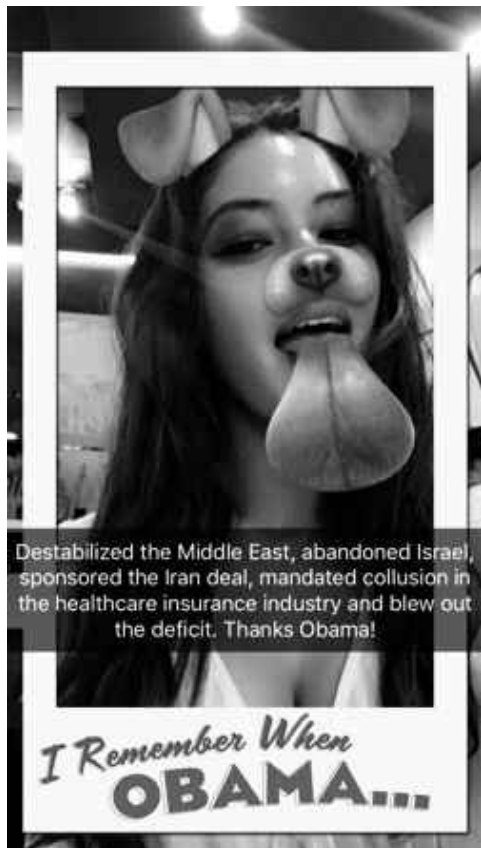 Destabilized the Middle East, abandoned Israel,
sponsored the Iran deal, mandated collusion in
the healthcare insurance industry and blew out
the deficit. Thanks Obama!
I Remember When
OBAMA...